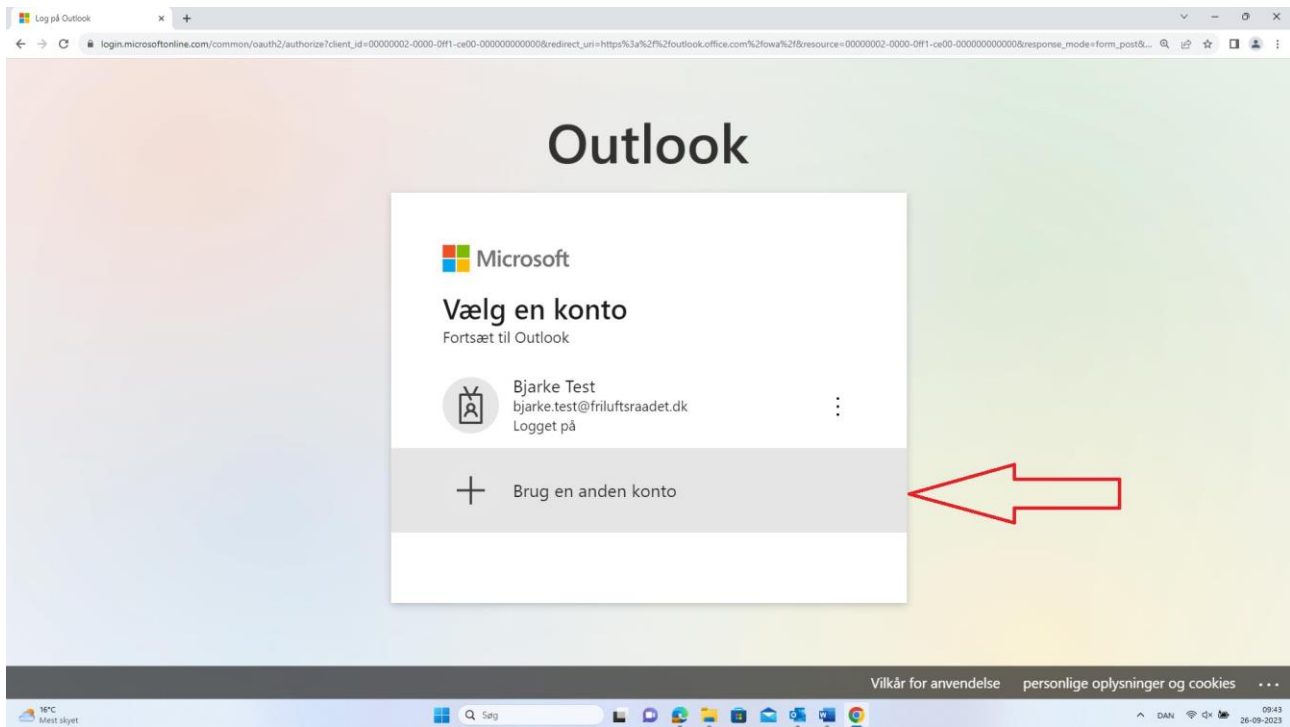 Log på Outlook
login.microsoftonline.com/common/oauth2/authorize?client_id=00000002-0000-0ff1-ce00-000000000000&redirect_uri=https%3a%2f%2foutlook.office.com%2fowa%2f&resource=00000002-0000-0ff1-ce00-000000000000&response_mode=form_post&...
Outlook
Microsoft
Vælg en konto
Fortsæt til Outlook
Bjarke Test
bjarke.test@friluftsraadet.dk
Logget på
Brug en anden konto
Vilkår for anvendelse personlige oplysninger og cookies ...
16°C
Mest skyet
Søg
DAN
09:43
26-09-2023